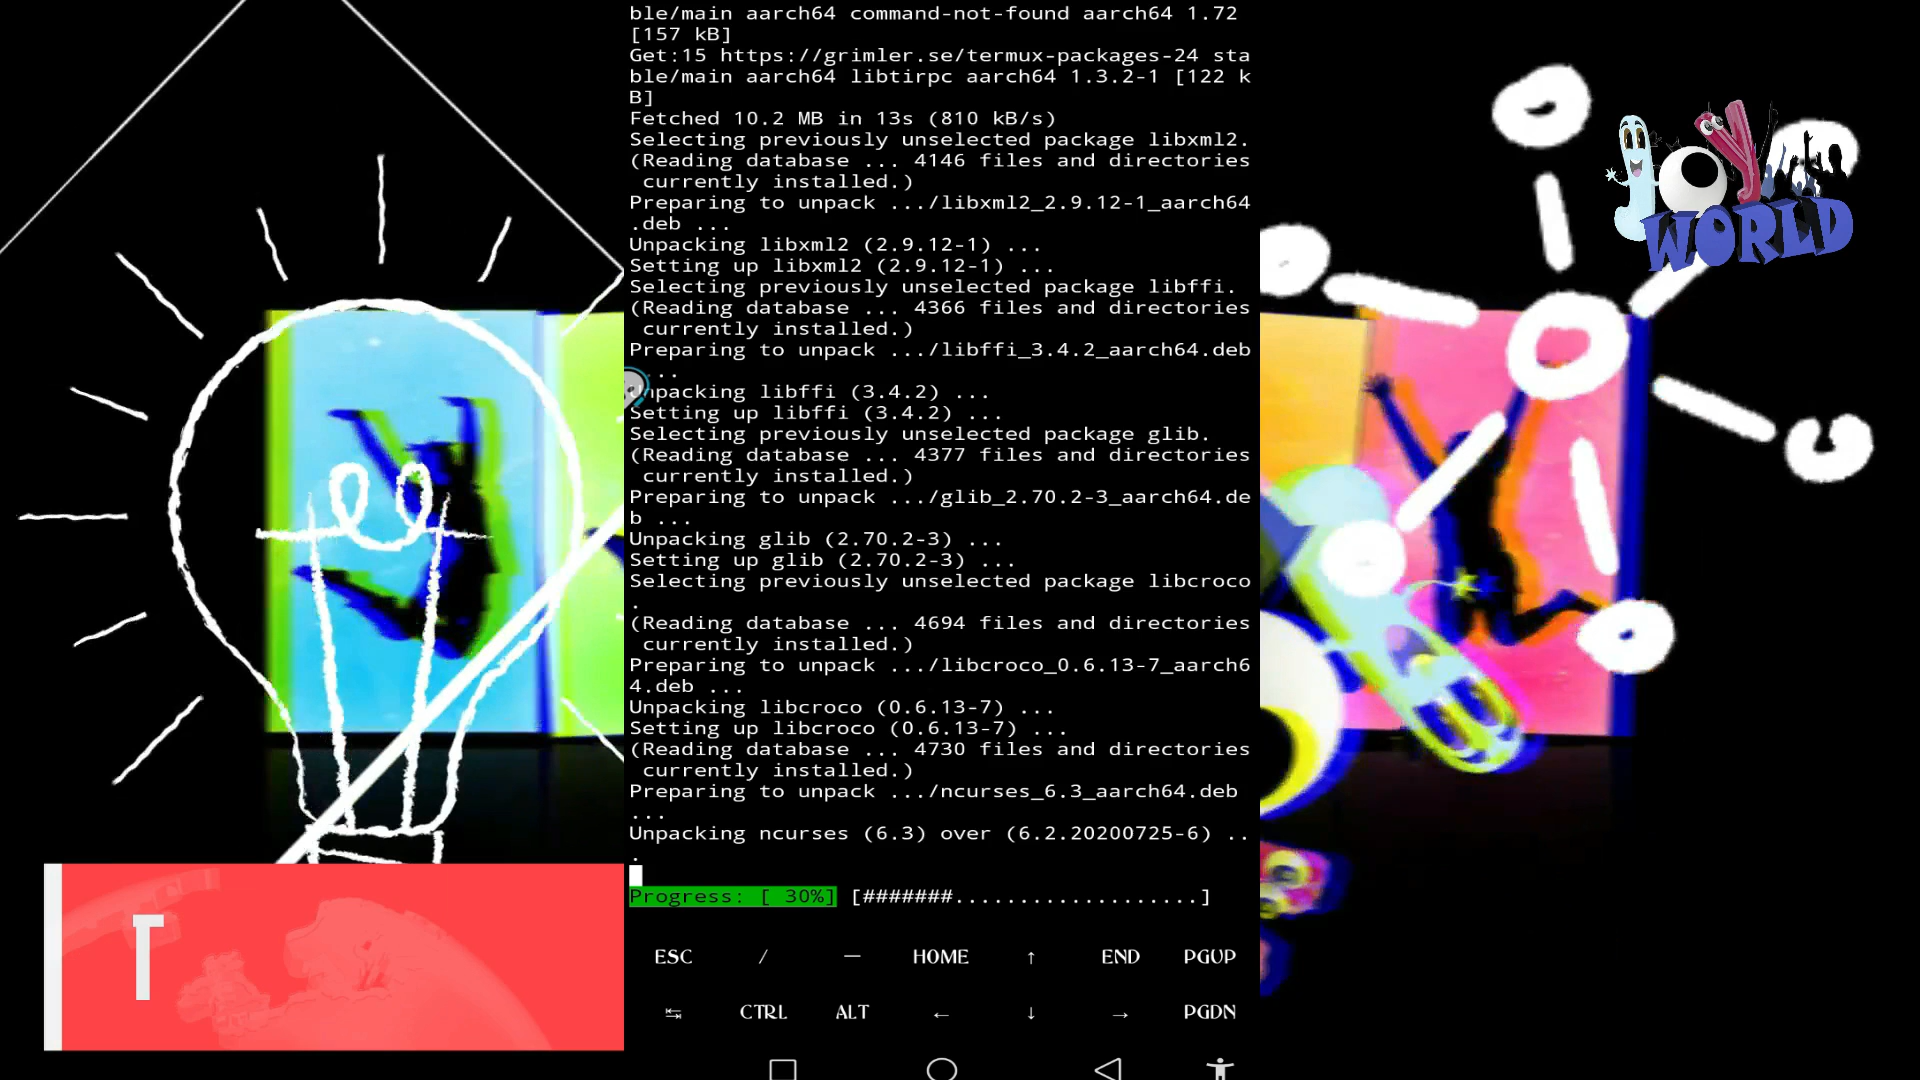 ble/main aarch64 command-not-found aarch64 1.72
[157 kB]
Get:15 https://grimler.se/termux-packages-24 sta
ble/main aarch64 libtirpc aarch64 1.3.2-1 [122 k
B]
Fetched 10.2 MB in 13s (810 kB/s)
Selecting previously unselected package libxml2.
(Reading database ... 4146 files and directories
currently installed.)
Preparing to unpack .../libxml2_2.9.12-1_aarch64
.deb ...
Unpacking libxml2 (2.9.12-1) ...
Setting up libxml2 (2.9.12-1) ...
Selecting previously unselected package libffi.
(Reading database ... 4366 files and directories
currently installed.)
Preparing to unpack .../libffi_3.4.2_aarch64.deb
...
Unpacking libffi (3.4.2) ...
Setting up libffi (3.4.2) ...
Selecting previously unselected package glib.
(Reading database ... 4377 files and directories
currently installed.)
Preparing to unpack .../glib_2.70.2-3_aarch64.de
b ...
Unpacking glib (2.70.2-3) ...
Setting up glib (2.70.2-3) ...
Selecting previously unselected package libcroco
.
(Reading database ... 4694 files and directories
currently installed.)
Preparing to unpack .../libcroco_0.6.13-7_aarch6
4.deb ...
Unpacking libcroco (0.6.13-7) ...
Setting up libcroco (0.6.13-7) ...
(Reading database ... 4730 files and directories
currently installed.)
Preparing to unpack .../ncurses_6.3_aarch64.deb
...
Unpacking ncurses (6.3) over (6.2.20200725-6) ..
.
Progress: [ 30%] [#######...................]
ESC / — HOME ↑ END PGUP
↹ CTRL ALT ← ↓ → PGDN
JOY
WORLD
T